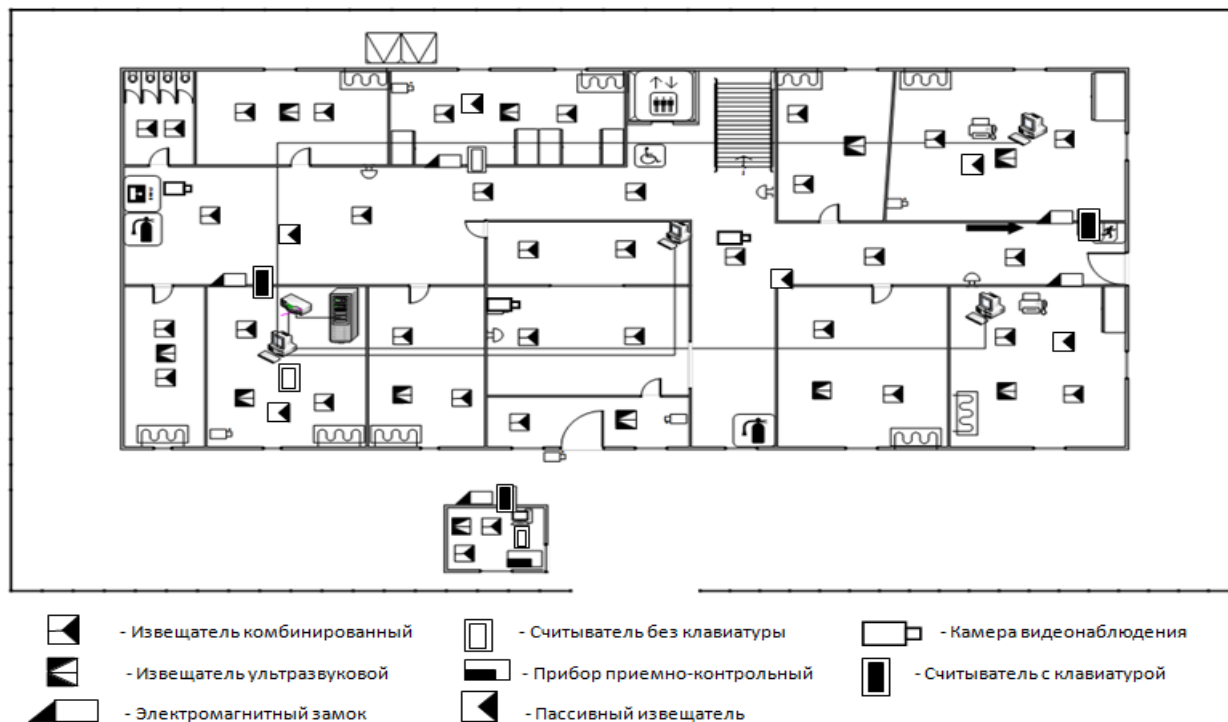 - Извещатель комбинированный
- Считыватель без клавиатуры
- Камера видеонаблюдения
- Извещатель ультразвуковой
- Прибор приемно-контрольный
- Считыватель с клавиатурой
- Электромагнитный замок
- Пассивный извещатель